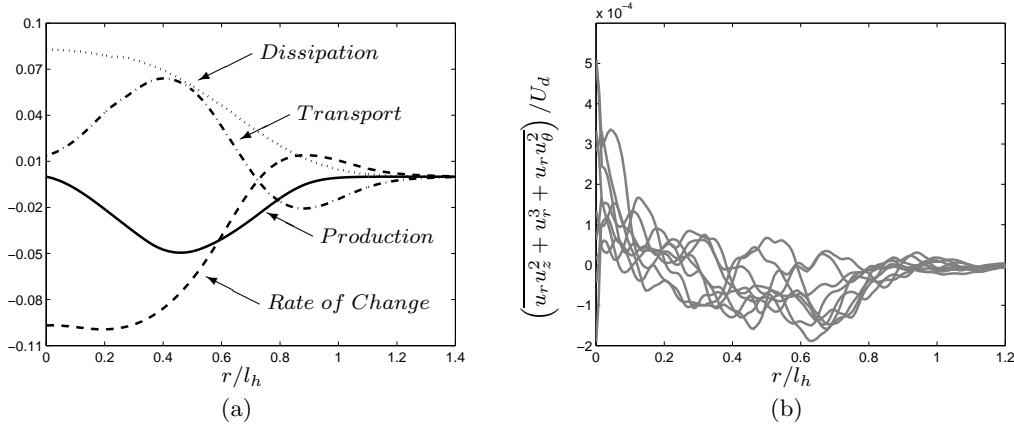 0.1
0.07
0.04
0.01
−0.02
−0.05
−0.08
−0.11
0 0.2 0.4 0.6 0.8 1 1.2 1.4
Dissipation
Transport
Production
Rate of Change
r/l_h
(a)
x 10^−4
5
4
3
2
1
0
−1
−2
0 0.2 0.4 0.6 0.8 1 1.2
(\overline{u_r u_z^2 + u_r^3 + u_r u_θ^2}) /U_d
r/l_h
(b)